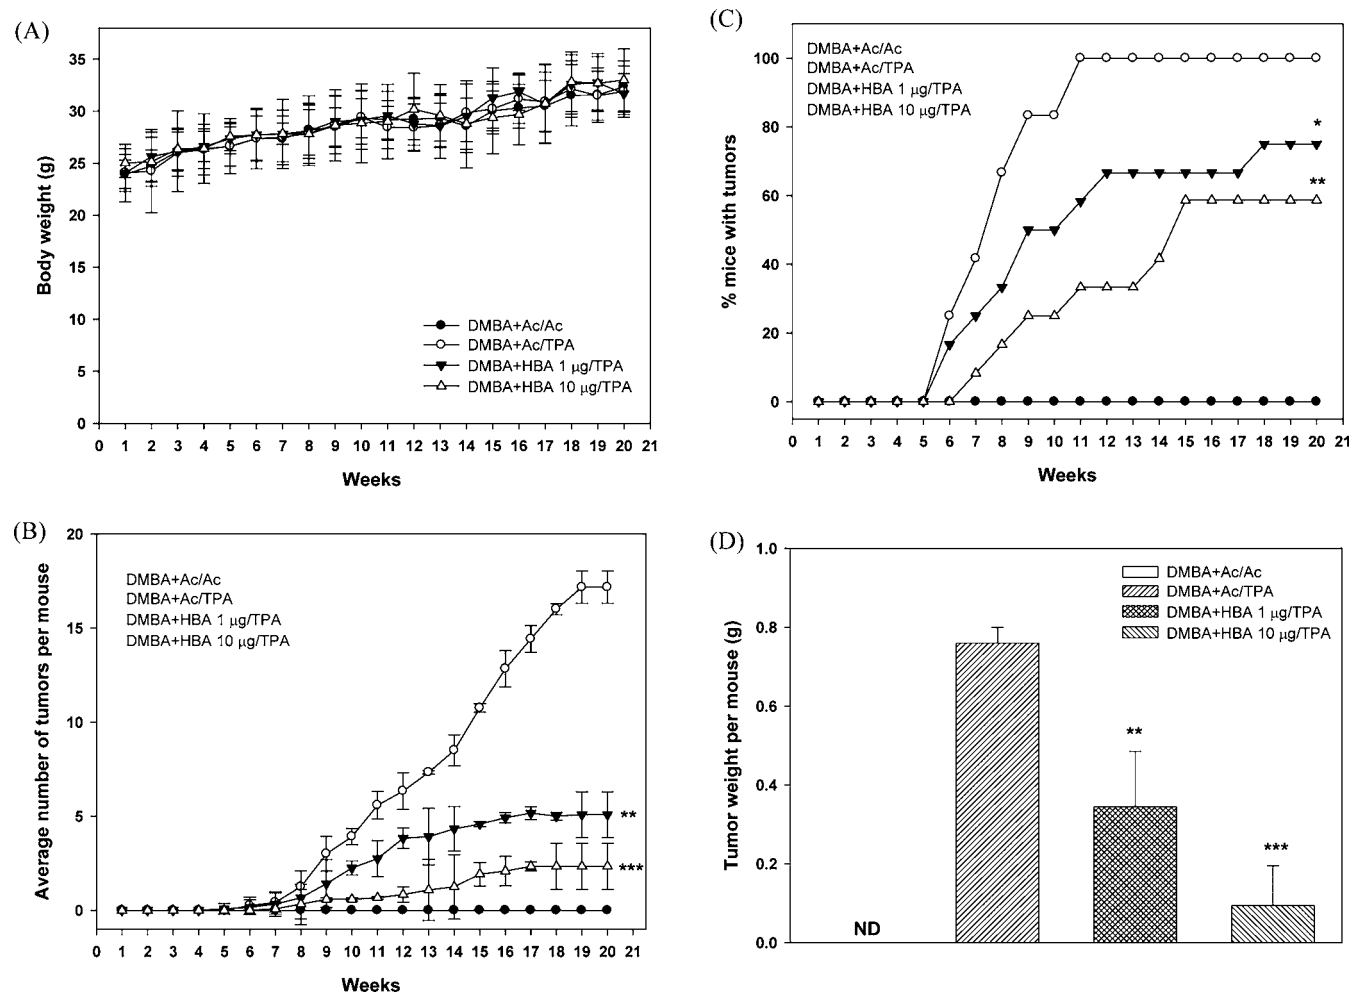 (A)
Body weight (g)
35
30
25
20
15
10
5
0
DMBA+Ac/Ac
DMBA+Ac/TPA
DMBA+HBA 1 μg/TPA
DMBA+HBA 10 μg/TPA
0 1 2 3 4 5 6 7 8 9 10 11 12 13 14 15 16 17 18 19 20 21
Weeks
(B)
Average number of tumors per mouse
20
15
10
5
0
DMBA+Ac/Ac
DMBA+Ac/TPA
DMBA+HBA 1 μg/TPA
DMBA+HBA 10 μg/TPA
**
***
0 1 2 3 4 5 6 7 8 9 10 11 12 13 14 15 16 17 18 19 20 21
Weeks
(C)
% mice with tumors
100
80
60
40
20
0
DMBA+Ac/Ac
DMBA+Ac/TPA
DMBA+HBA 1 μg/TPA
DMBA+HBA 10 μg/TPA
*
**
0 1 2 3 4 5 6 7 8 9 10 11 12 13 14 15 16 17 18 19 20 21
Weeks
(D)
Tumor weight per mouse (g)
1.0
0.8
0.6
0.4
0.2
0.0
DMBA+Ac/Ac
DMBA+Ac/TPA
DMBA+HBA 1 μg/TPA
DMBA+HBA 10 μg/TPA
ND
**
***